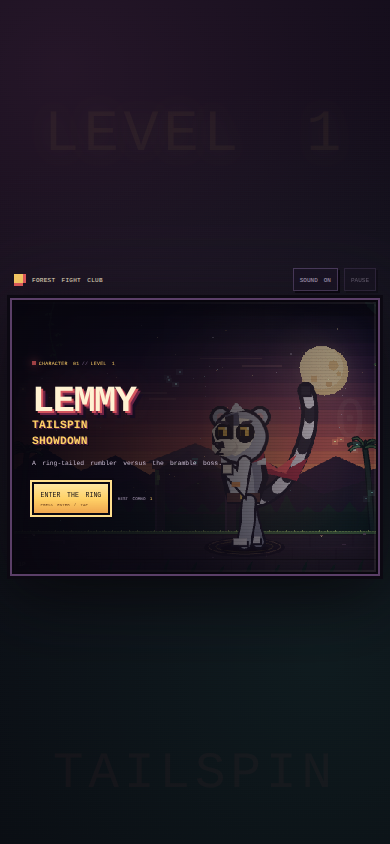 LEVEL 1
FOREST FIGHT CLUB
SOUND ON
PAUSE
CHARACTER 01 // LEVEL 1
LEMMY
TAILSPIN
SHOWDOWN
A ring-tailed rumbler versus the bramble boss.
ENTER THE RING
TAILSPIN